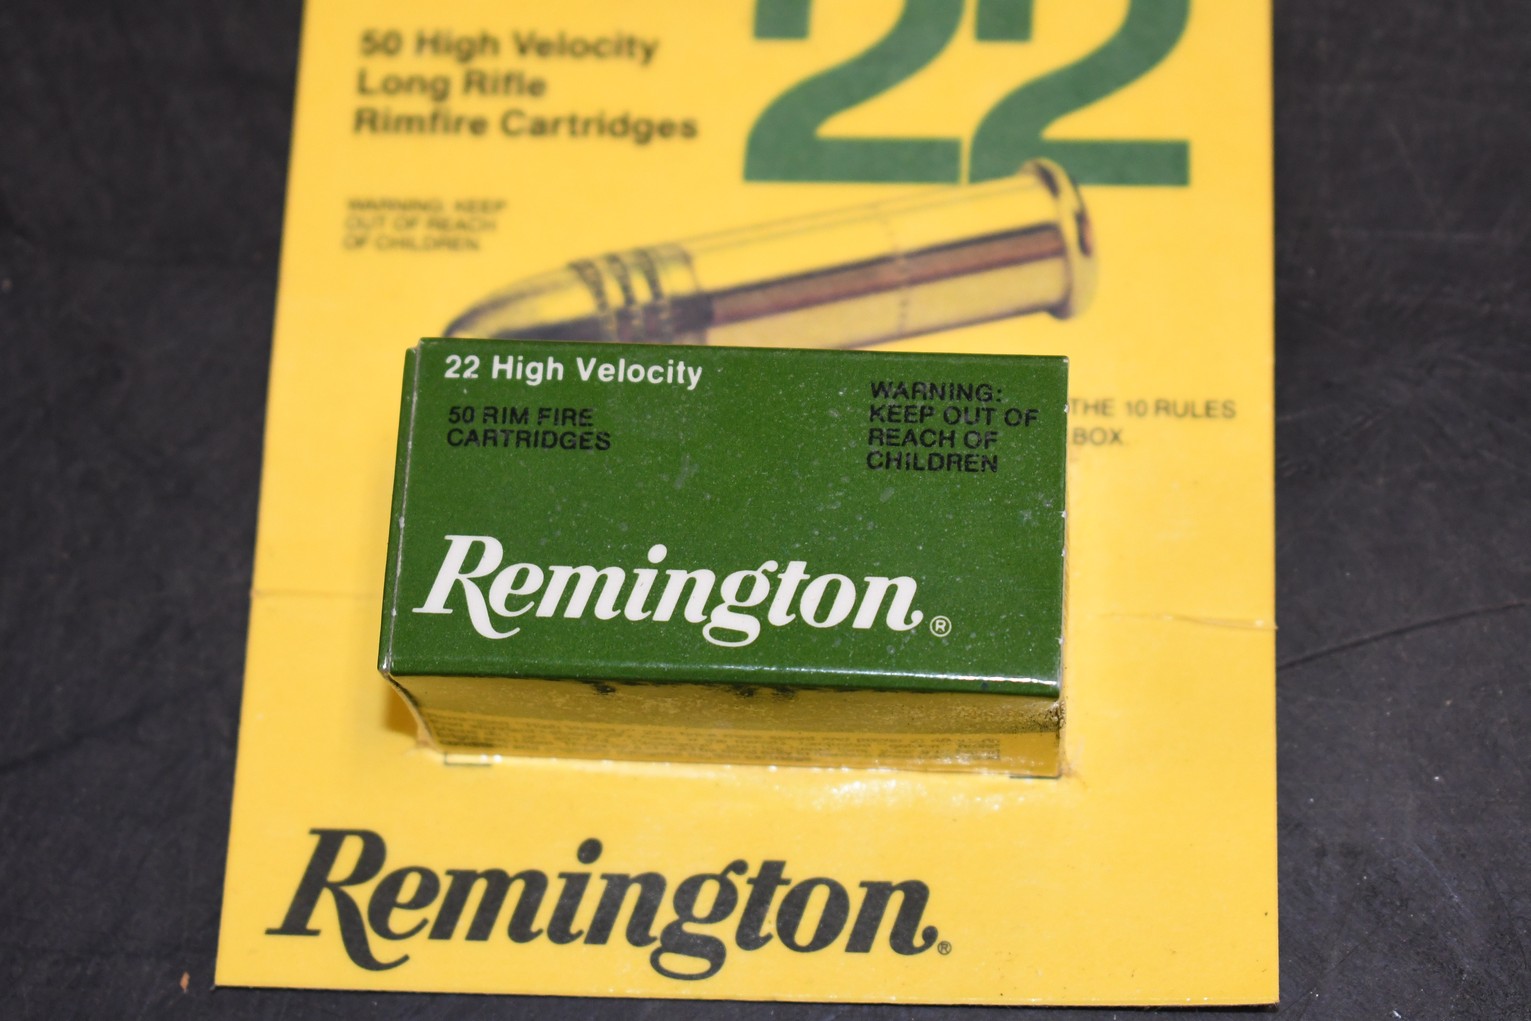 22
50 High Velocity
Long Rifle
Rimfire Cartridges
WARNING: KEEP
OUT OF REACH
OF CHILDREN
22 High Velocity
50 RIM FIRE
CARTRIDGES
WARNING:
KEEP OUT OF
REACH OF
CHILDREN
THE 10 RULES
BOX
Remington®
Remington®